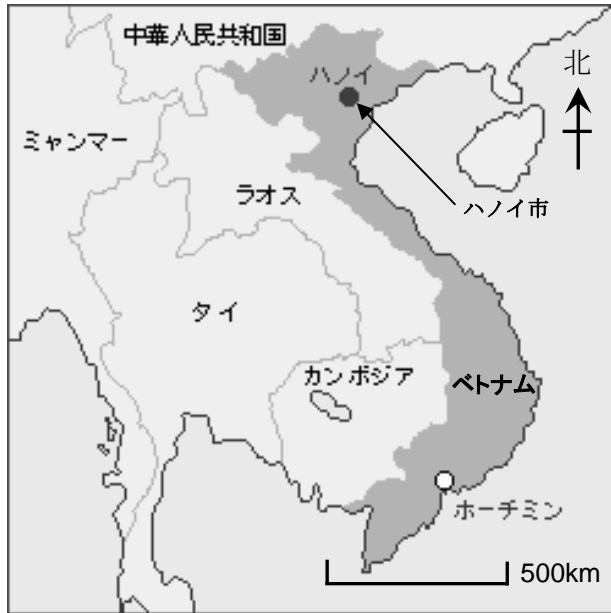 中華人民共和国
北
ハノイ
ミャンマー
ラオス
ハノイ市
タイ
カンボジア
ベトナム
ホーチミン
500km